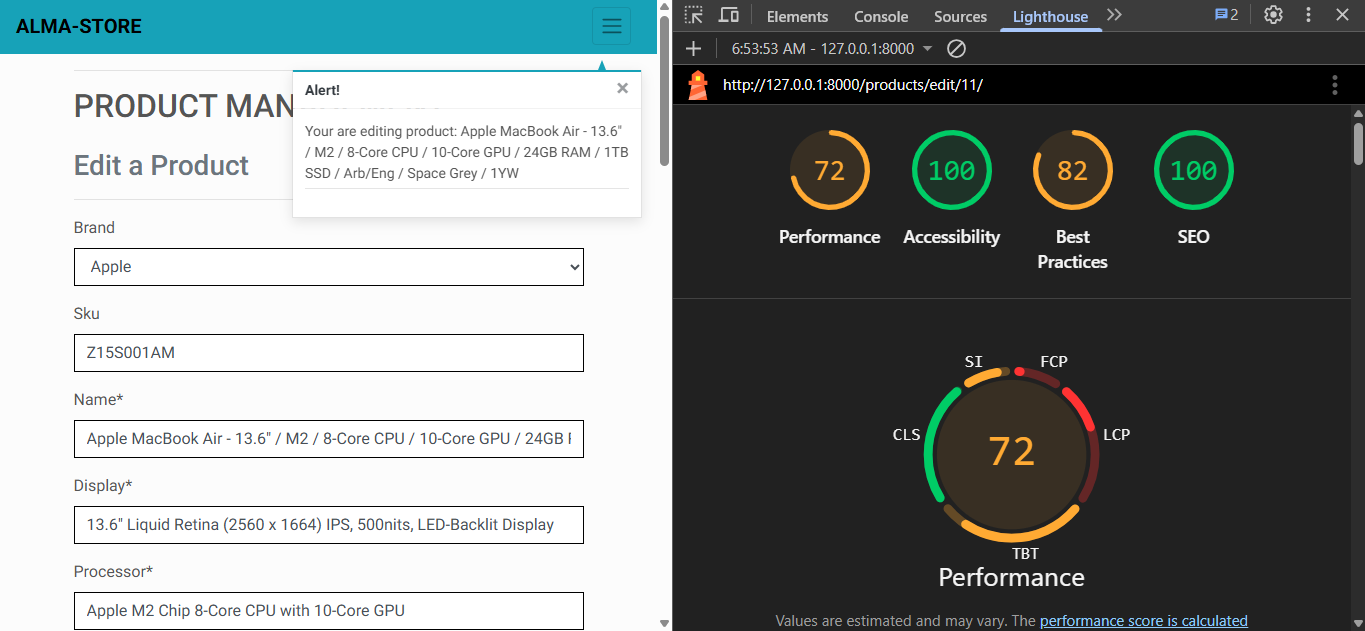 ALMA-STORE
PRODUCT MAN
Edit a Product
Alert!
Your are editing product: Apple MacBook Air - 13.6"
/ M2 / 8-Core CPU / 10-Core GPU / 24GB RAM / 1TB
SSD / Arb/Eng / Space Grey / 1YW
Brand
Apple
Sku
Z15S001AM
Name*
Apple MacBook Air - 13.6" / M2 / 8-Core CPU / 10-Core GPU / 24GB
Display*
13.6" Liquid Retina (2560 x 1664) IPS, 500nits, LED-Backlit Display
Processor*
Apple M2 Chip 8-Core CPU with 10-Core GPU
Elements Console Sources Lighthouse 2
6:53:53 AM - 127.0.0.1:8000
http://127.0.0.1:8000/products/edit/11/
72 100 82 100
Performance Accessibility Best Practices SEO
SI FCP
CLS LCP
72
TBT
Performance
Values are estimated and may vary. The performance score is calculated